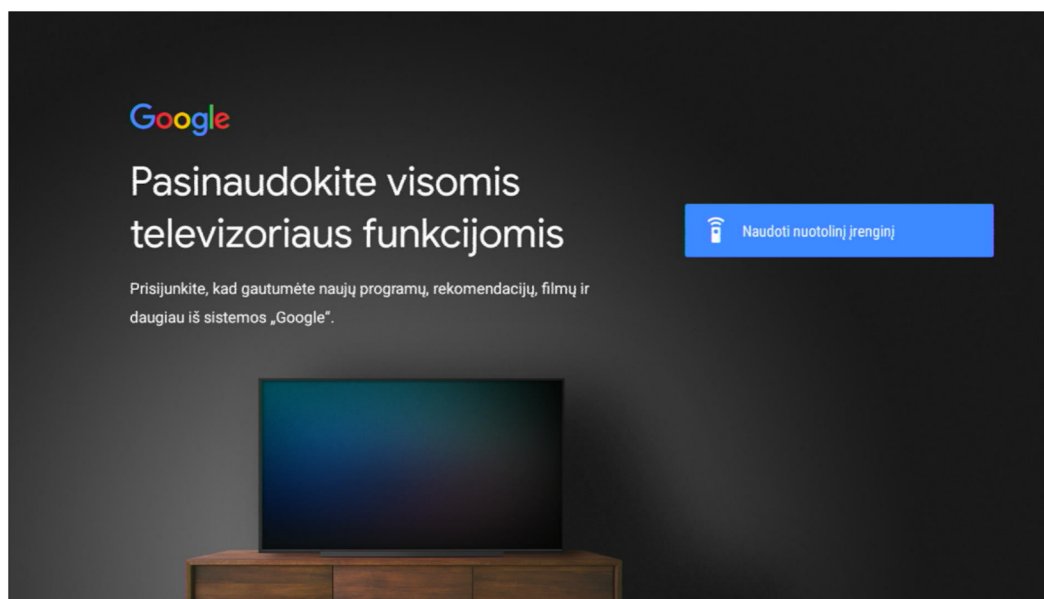 Google
Pasinaudokite visomis
televizoriaus funkcijomis
Prisijunkite, kad gautumėte naujų programų, rekomendacijų, filmų ir
daugiau iš sistemos „Google“.
Naudoti nuotolinį įrenginį